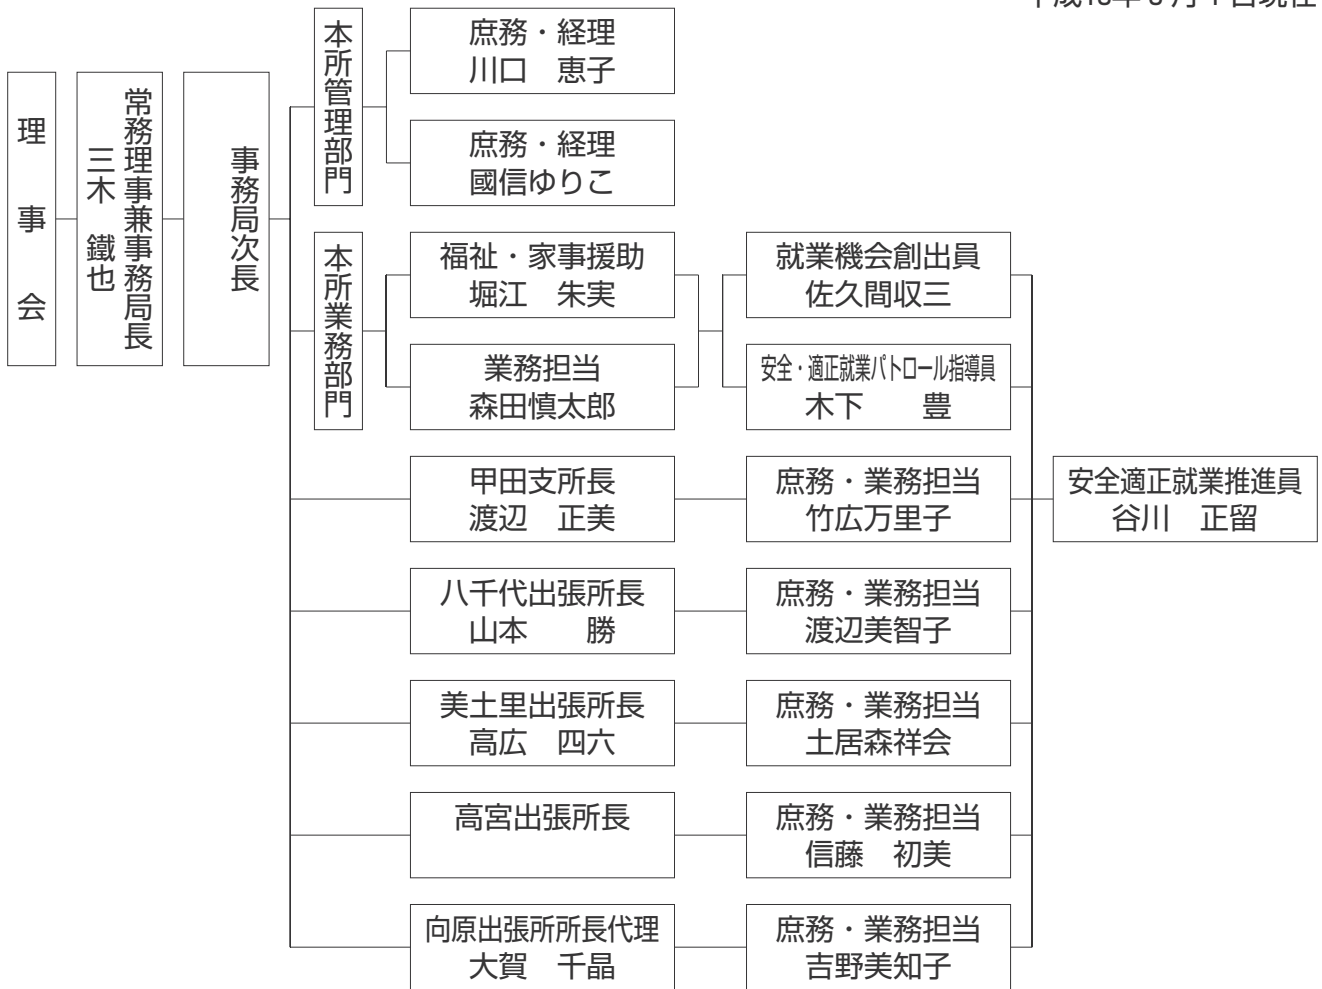 理事会
常務理事兼事務局長
三木　鐵也
事務局次長
本所管理部門
庶務・経理
川口　恵子
庶務・経理
國信ゆりこ
本所業務部門
福祉・家事援助
堀江　朱実
業務担当
森田慎太郎
就業機会創出員
佐久間収三
安全・適正就業パトロール指導員
木下　　豊
甲田支所長
渡辺　正美
庶務・業務担当
竹広万里子
安全適正就業推進員
谷川　正留
八千代出張所長
山本　　勝
庶務・業務担当
渡辺美智子
美土里出張所長
高広　四六
庶務・業務担当
土居森祥会
高宮出張所長
庶務・業務担当
信藤　初美
向原出張所所長代理
大賀　千晶
庶務・業務担当
吉野美知子